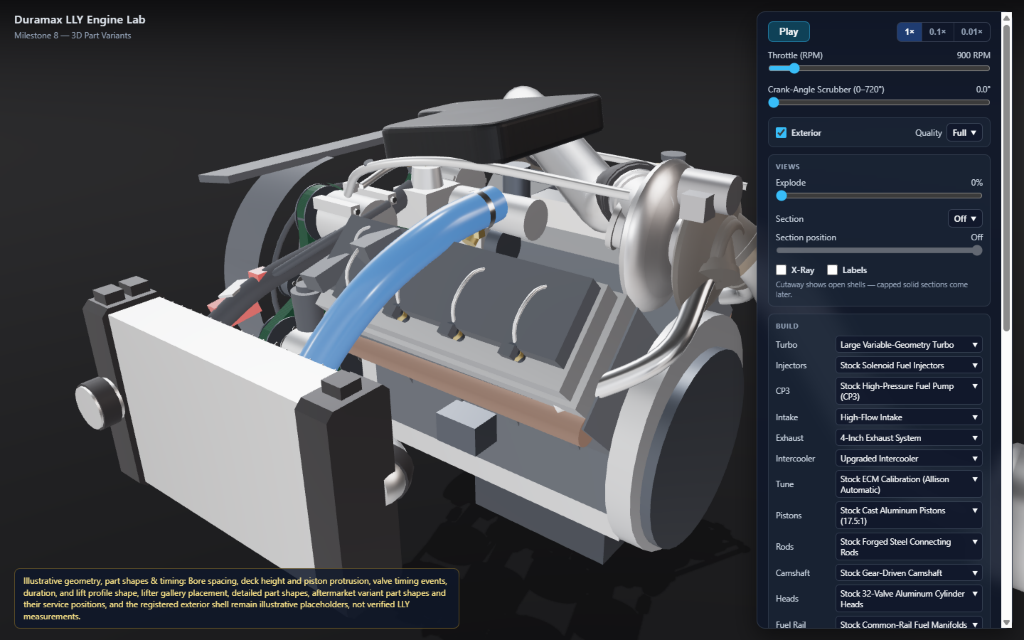 Duramax LLY Engine Lab
Milestone 8 — 3D Part Variants
Play
1×
0.1×
0.01×
Throttle (RPM)
900 RPM
Crank-Angle Scrubber (0–720°)
0.0°
Exterior
Quality
Full
VIEWS
Explode
0%
Section
Off
Section position
Off
X-Ray
Labels
Cutaway shows open shells — capped solid sections come
later.
BUILD
Turbo
Large Variable-Geometry Turbo
Injectors
Stock Solenoid Fuel Injectors
CP3
Stock High-Pressure Fuel Pump
(CP3)
Intake
High-Flow Intake
Exhaust
4-Inch Exhaust System
Intercooler
Upgraded Intercooler
Tune
Stock ECM Calibration (Allison
Automatic)
Pistons
Stock Cast Aluminum Pistons
(17.5:1)
Rods
Stock Forged Steel Connecting
Rods
Camshaft
Stock Gear-Driven Camshaft
Heads
Stock 32-Valve Aluminum Cylinder
Heads
Fuel Rail
Stock Common-Rail Fuel Manifolds
Illustrative geometry, part shapes & timing: Bore spacing, deck height and piston protrusion, valve timing events,
duration, and lift profile shape, lifter gallery placement, detailed part shapes, aftermarket variant part shapes and
their service positions, and the registered exterior shell remain illustrative placeholders, not verified LLY
measurements.